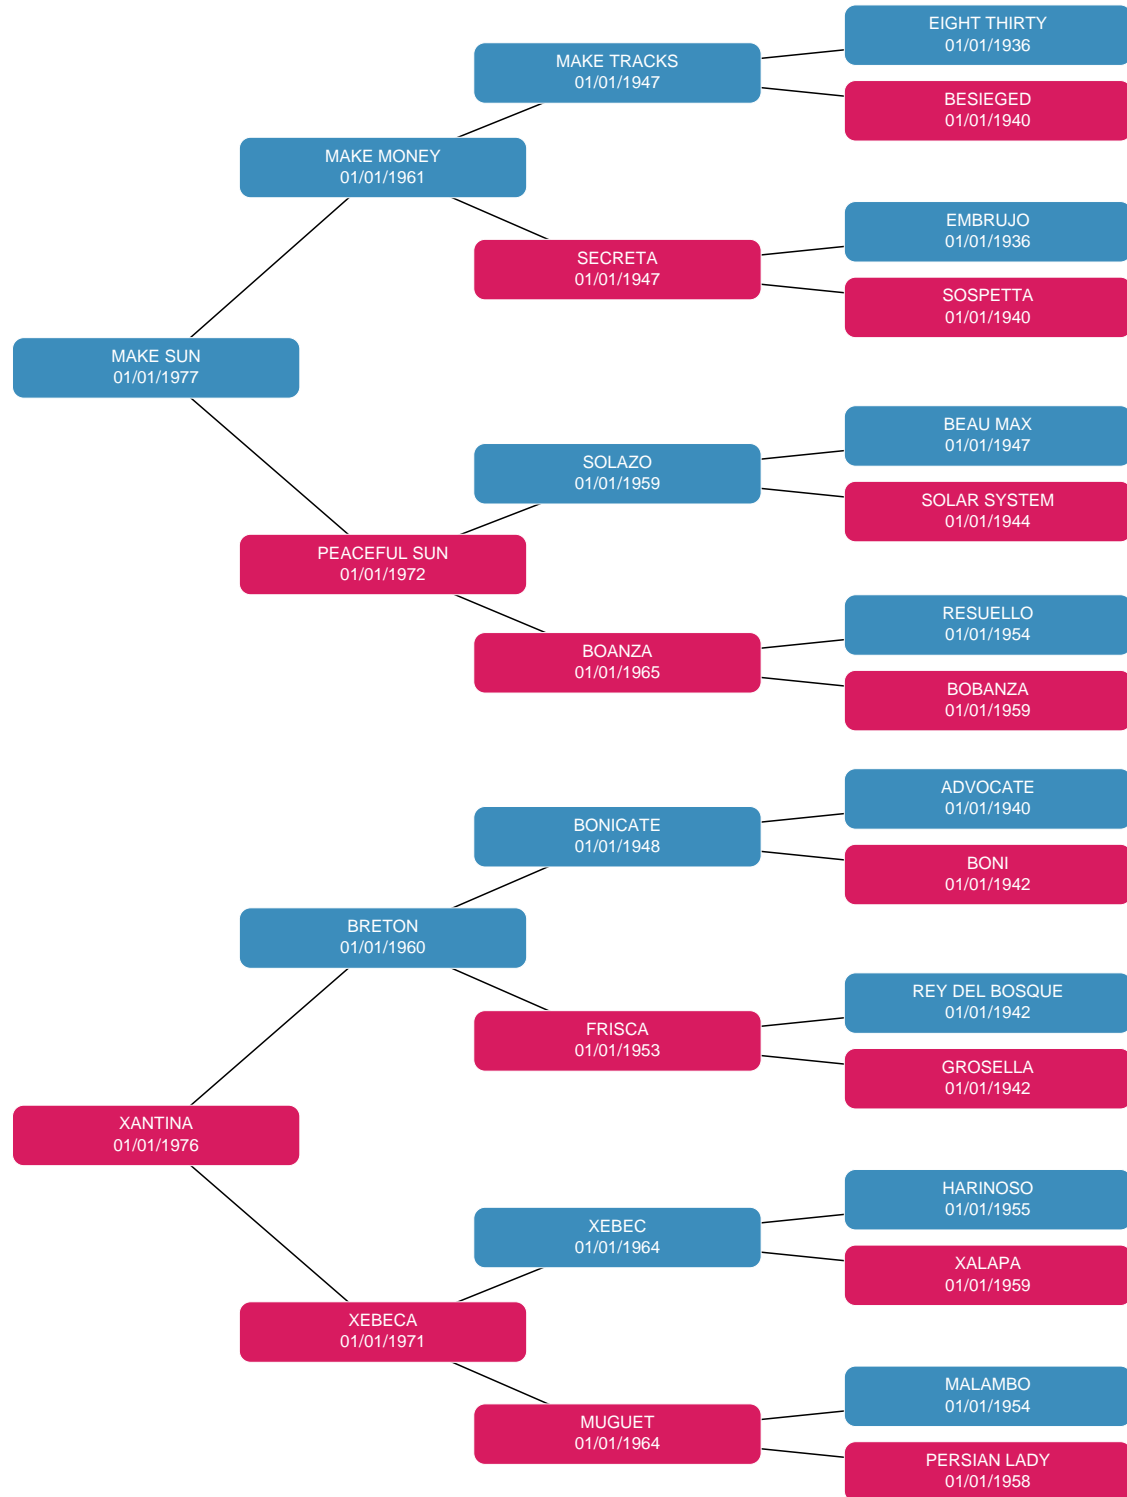 EIGHT THIRTY
01/01/1936
MAKE TRACKS
01/01/1947
BESIEGED
01/01/1940
MAKE MONEY
01/01/1961
EMBRUJO
01/01/1936
SECRETA
01/01/1947
SOSPETTA
01/01/1940
MAKE SUN
01/01/1977
BEAU MAX
01/01/1947
SOLAZO
01/01/1959
SOLAR SYSTEM
01/01/1944
PEACEFUL SUN
01/01/1972
RESUELLO
01/01/1954
BOANZA
01/01/1965
BOBANZA
01/01/1959
ADVOCATE
01/01/1940
BONICATE
01/01/1948
BONI
01/01/1942
BRETON
01/01/1960
REY DEL BOSQUE
01/01/1942
FRISCA
01/01/1953
GROSELLA
01/01/1942
XANTINA
01/01/1976
HARINOSO
01/01/1955
XEBEC
01/01/1964
XALAPA
01/01/1959
XEBECA
01/01/1971
MALAMBO
01/01/1954
MUGUET
01/01/1964
PERSIAN LADY
01/01/1958